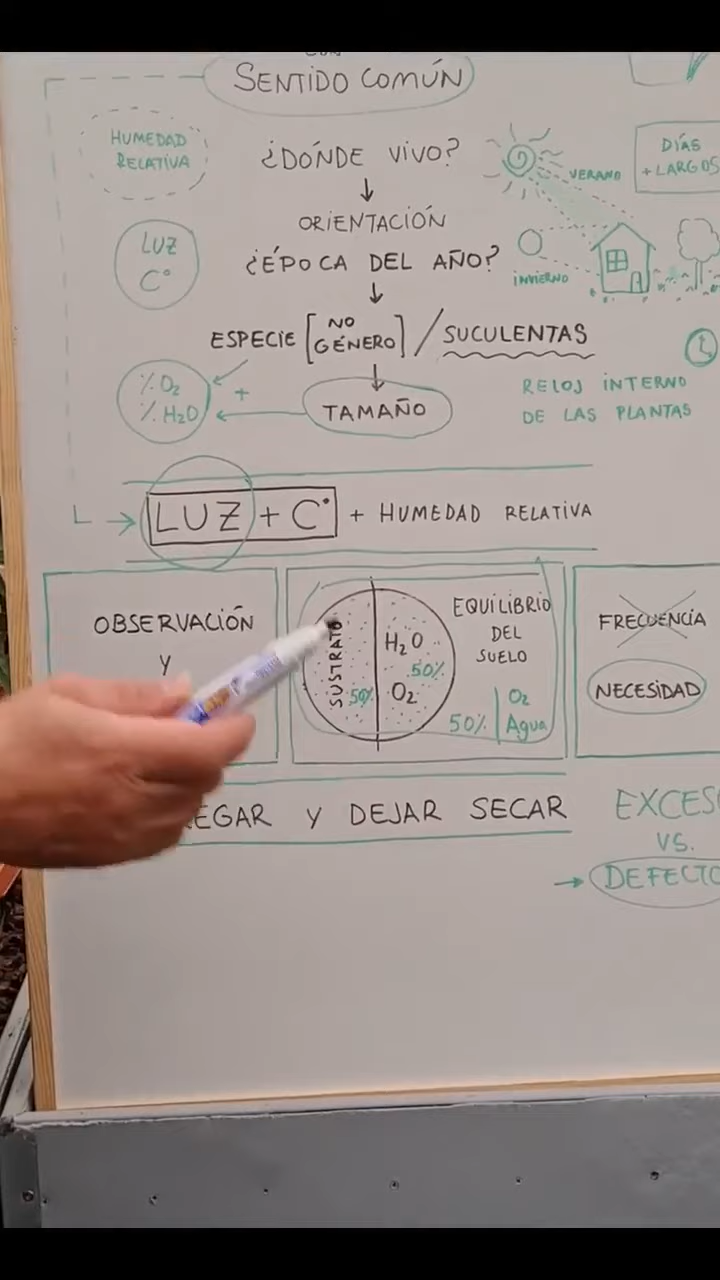 SENTIDO COMÚN
HUMEDAD
RELATIVA
¿DÓNDE VIVO?
VERANO
DÍAS
+ LARGOS
LUZ
C°
ORIENTACIÓN
¿ÉPOCA DEL AÑO?
INVIERNO
ESPECIE [NO GÉNERO] / SUCULENTAS
% O₂
% H₂O
+
TAMAÑO
RELOJ INTERNO
DE LAS PLANTAS
LUZ + C° + HUMEDAD RELATIVA
OBSERVACIÓN
Y
SUSTRATO
50%
H₂O
50%
O₂
EQUILIBRIO
DEL
SUELO
50% | O₂
Agua
FRECUENCIA
NECESIDAD
EGAR Y DEJAR SECAR
EXCES
VS.
DEFECTO